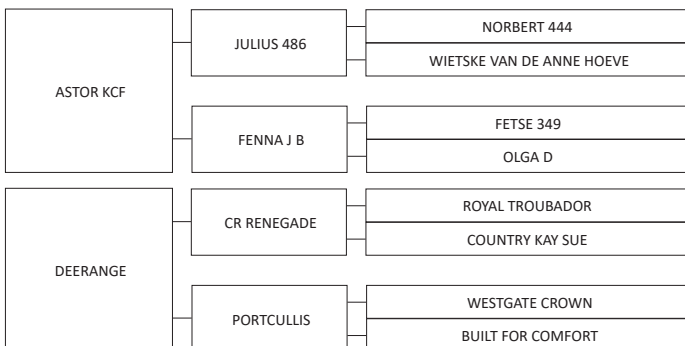 ASTOR KCF
JULIUS 486
NORBERT 444
WIETSKE VAN DE ANNE HOEVE
FENNA J B
FETSE 349
OLGA D
DEERANGE
CR RENEGADE
ROYAL TROUBADOR
COUNTRY KAY SUE
PORTCULLIS
WESTGATE CROWN
BUILT FOR COMFORT